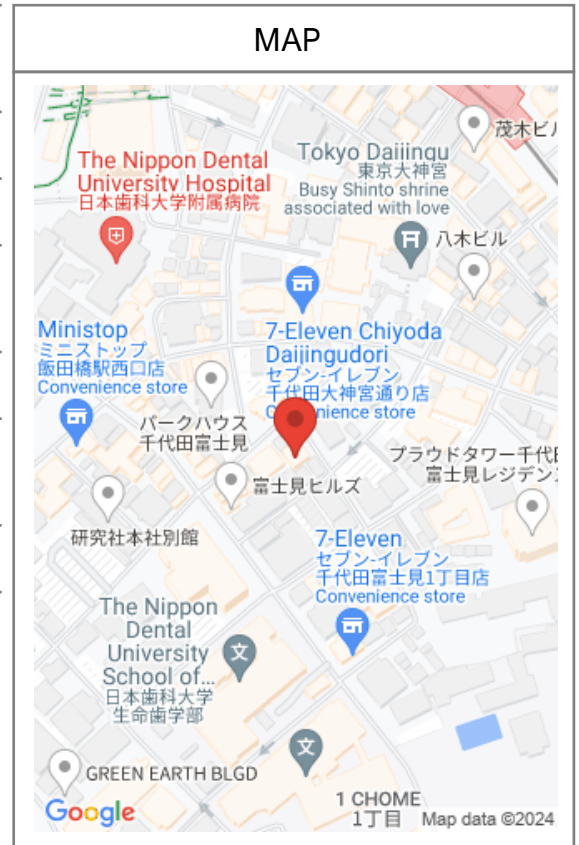 MAP
茂木ビル
Tokyo Daijingu
東京大神宮
Busy Shinto shrine
associated with love
The Nippon Dental
University Hospital
日本歯科大学附属病院
八木ビル
7-Eleven Chiyoda
Daijingudori
セブン-イレブン
千代田大神宮通り店
Convenience store
Ministop
ミニストップ
飯田橋駅西口店
Convenience store
パークハウス
千代田富士見
プラウドタワー千代田
富士見レジデンス
富士見ヒルズ
研究社本社別館
7-Eleven
セブン-イレブン
千代田富士見1丁目店
Convenience store
The Nippon
Dental
University
School of...
日本歯科大学
生命歯学部
GREEN EARTH BLGD
1 CHOME
1丁目
Google
Map data ©2024